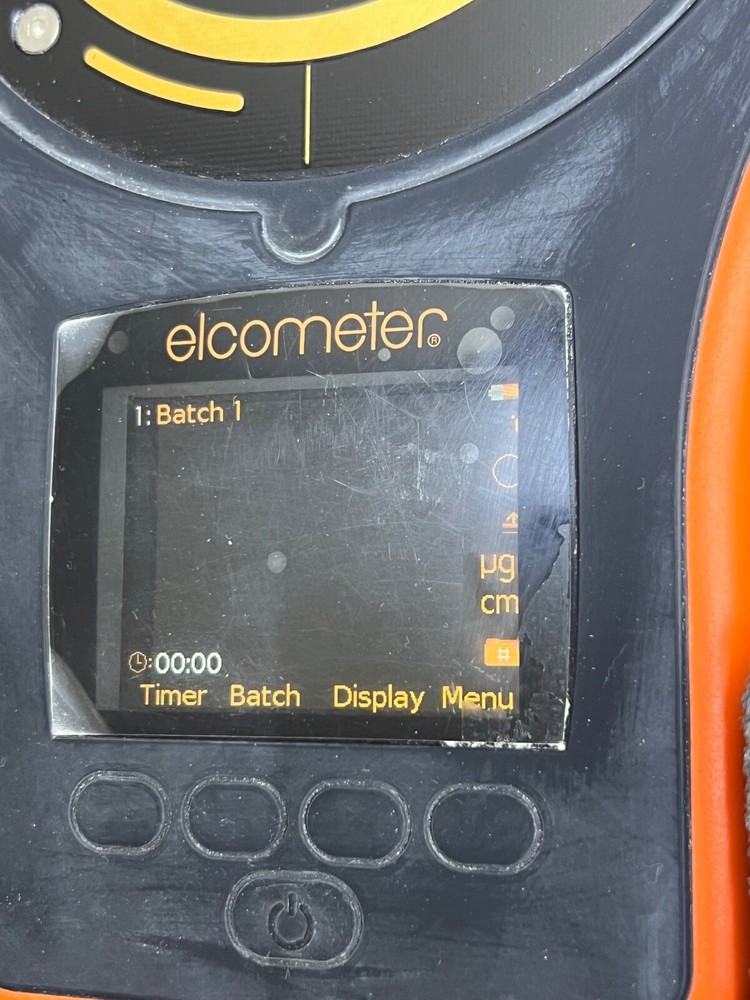 elcometer®
1: Batch 1
µg
cm
#
:00:00
Timer Batch Display Menu